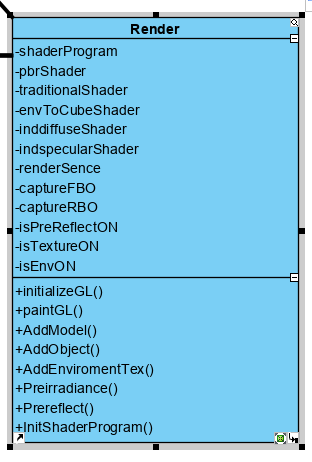 Render
-shaderProgram
-pbrShader
-traditionalShader
-envToCubeShader
-inddiffuseShader
-indspecularShader
-renderSence
-captureFBO
-captureRBO
-isPreReflectON
-isTextureON
-isEnvON
+initializeGL()
+paintGL()
+AddModel()
+AddObject()
+AddEnviromentTex()
+Preirradiance()
+Prereflect()
+InitShaderProgram()